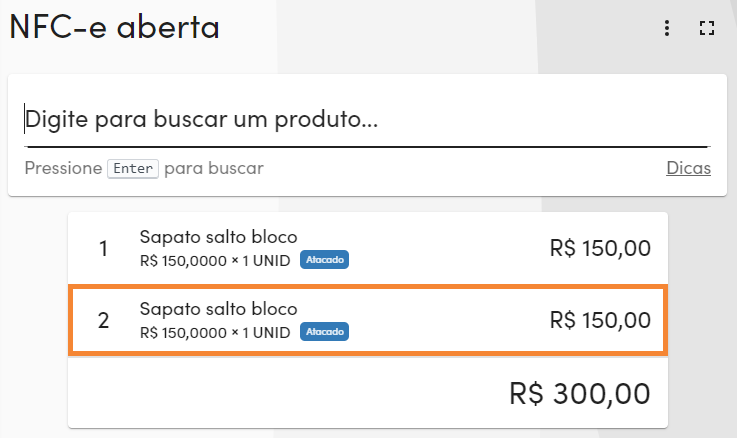 NFC-e aberta
Digite para buscar um produto...
Pressione Enter para buscar Dicas
1 Sapato salto bloco R$ 150,00
R$ 150,0000 × 1 UNID Atacado
2 Sapato salto bloco R$ 150,00
R$ 150,0000 × 1 UNID Atacado
R$ 300,00